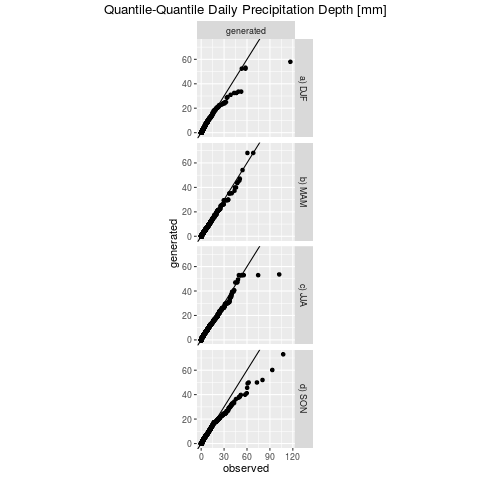 Quantile-Quantile Daily Precipitation Depth [mm]
generated
60
40
20
0
a) DJF
60
40
20
0
b) MAM
generated
60
40
20
0
c) JJA
60
40
20
0
d) SON
0 30 60 90 120
observed